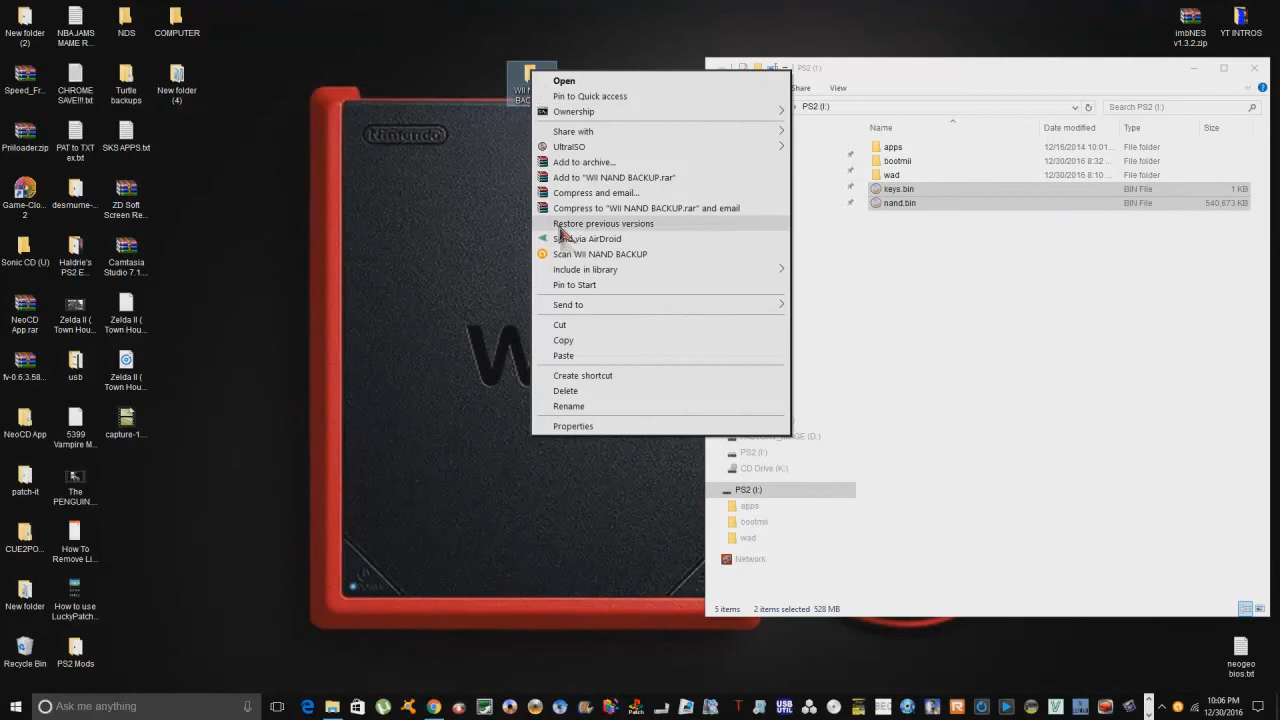 New folder
(2)
NBAJAMS
MAME R...
NDS
COMPUTER
Speed_Fr...
CHROME
SAVE!!!.txt
Turtle
backups
New folder
(4)
Priiloader.zip
PAT to TXT
.txt
SKS APPS.txt
Game-Clo...
2
desmume-...
ZD Soft
Screen Re...
Sonic CD (U)
Haldrie's
PS2 E...
Camtasia
Studio 7.1...
NeoCD
App.rar
Zelda II (
Town Hou...
Zelda II (
Town Hou...
fv-0.6.3.58...
usb
Zelda II (
Town Hou...
NeoCD App
5399
Vampire M...
capture-1...
patch-it
The
PENGUIN...
CUE2PO...
How To
Remove Li...
New folder
How to use
LuckyPatch...
Recycle Bin
PS2 Mods
imbNES
v1.3.2.zip
YT INTROS
neogeo
bios.txt
Nintendo
W
Open
Pin to Quick access
Ownership
Share with
UltraISO
Add to archive...
Add to "WII NAND BACKUP.rar"
Compress and email...
Compress to "WII NAND BACKUP.rar" and email
Restore previous versions
Send via AirDroid
Scan WII NAND BACKUP
Include in library
Pin to Start
Send to
Cut
Copy
Paste
Create shortcut
Delete
Rename
Properties
PS2 (I:)
Share
View
PS2 (I:)
Search PS2 (I:)
Name
Date modified
Type
Size
apps
12/16/2014 10:01...
File folder
bootmii
12/30/2016 8:32 ...
File folder
wad
12/30/2016 8:10 ...
File folder
keys.bin
BIN File
1 KB
nand.bin
BIN File
540,673 KB
(D:)
PS2 (I:)
CD Drive (K:)
PS2 (I:)
apps
bootmii
wad
Network
5 items
2 items selected
528 MB
Ask me anything
Patch
USB
UTIL
10:06 PM
12/30/2016